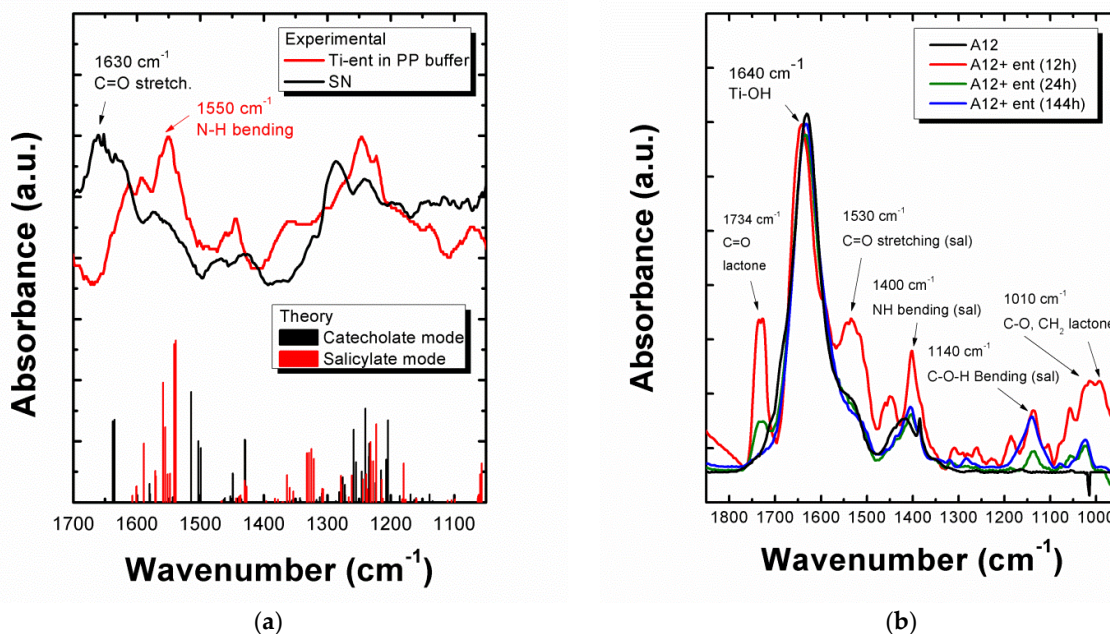 Experimental
Ti-ent in PP buffer
SN
1630 cm⁻¹
C=O stretch.
1550 cm⁻¹
N-H bending
Theory
Catecholate mode
Salicylate mode
Absorbance (a.u.)
1700 1600 1500 1400 1300 1200 1100
Wavenumber (cm⁻¹)
(a)
A12
A12+ ent (12h)
A12+ ent (24h)
A12+ ent (144h)
1640 cm⁻¹
Ti-OH
1734 cm⁻¹
C=O
lactone
1530 cm⁻¹
C=O stretching (sal)
1400 cm⁻¹
NH bending (sal)
1010 cm⁻¹
C-O, CH₂ lactone
1140 cm⁻¹
C-O-H Bending (sal)
Absorbance (a.u.)
1800 1700 1600 1500 1400 1300 1200 1100 1000
Wavenumber (cm⁻¹)
(b)